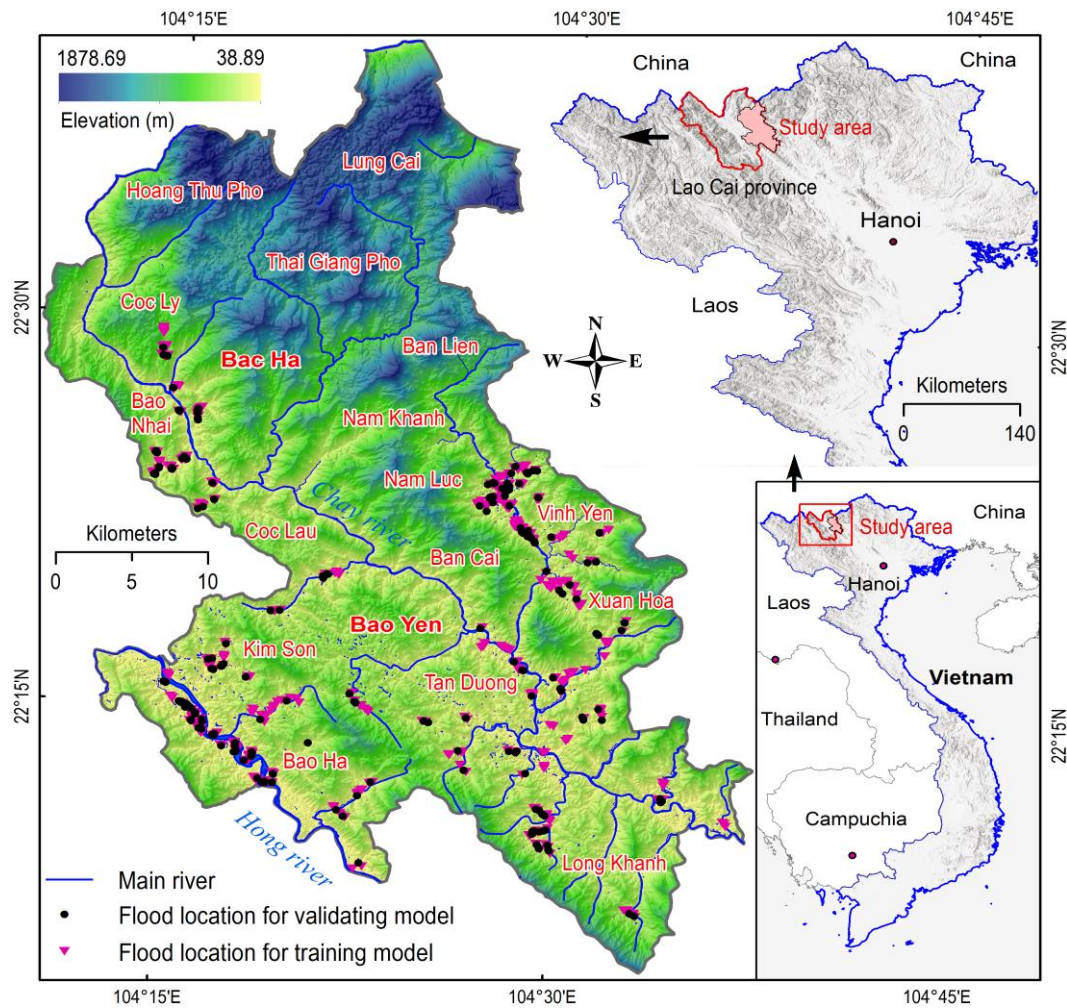 104°15'E
104°30'E
104°45'E
1878.69
38.89
Elevation (m)
China
China
Study area
Lao Cai province
Hanoi
Laos
Lung Cai
Hoang Thu Pho
Thai Giang Pho
Coc Ly
22°30'N
22°30'N
N
W
E
S
Kilometers
0
140
Ban Lien
Bac Ha
Bao
Nhai
Nam Khanh
Nam Luc
Chay river
Vinh Yen
Coc Lau
Kilometers
0
5
10
Ban Cai
Xuan Hoa
Bao Yen
Kim Son
Tan Duong
22°15'N
22°15'N
Bao Ha
Hong river
Long Khanh
Study area
China
Hanoi
Laos
Vietnam
Thailand
Campuchia
Main river
Flood location for validating model
Flood location for training model
104°15'E
104°30'E
104°45'E